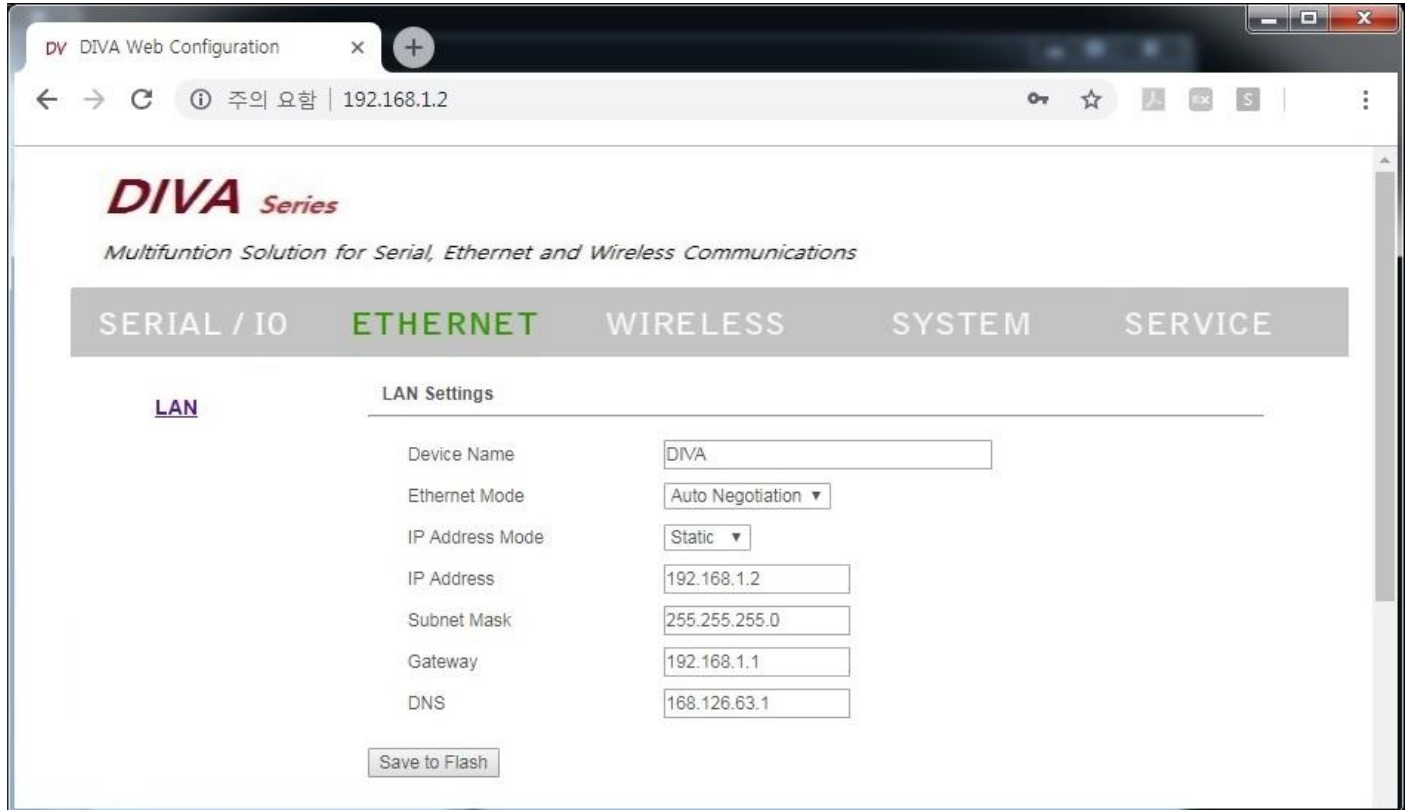 DV DIVA Web Configuration
주의 요함 | 192.168.1.2
DIVA Series
Multifuntion Solution for Serial, Ethernet and Wireless Communications
SERIAL / IO ETHERNET WIRELESS SYSTEM SERVICE
LAN
LAN Settings
Device Name DIVA
Ethernet Mode Auto Negotiation
IP Address Mode Static
IP Address 192.168.1.2
Subnet Mask 255.255.255.0
Gateway 192.168.1.1
DNS 168.126.63.1
Save to Flash